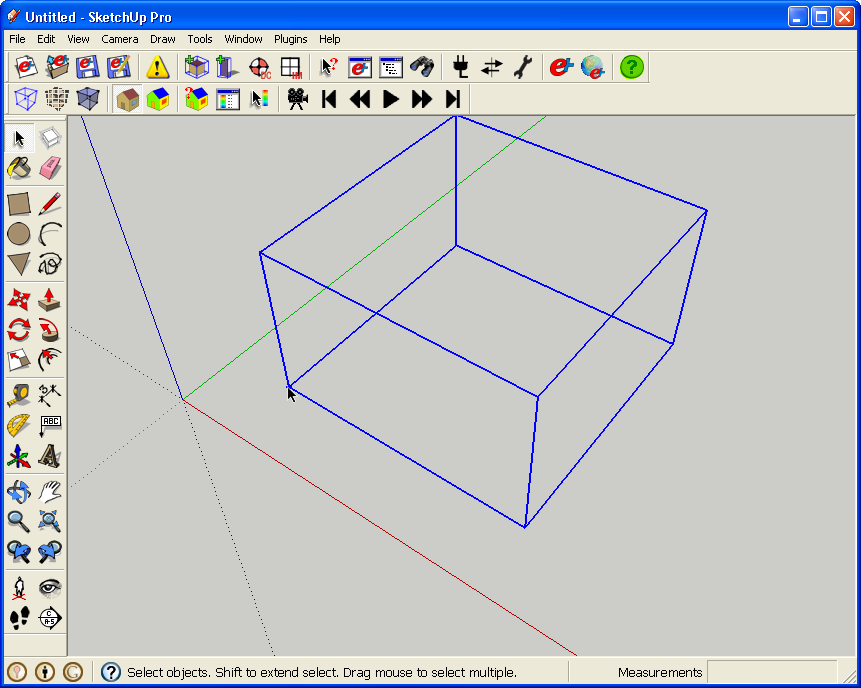 Untitled - SketchUp Pro
File Edit View Camera Draw Tools Window Plugins Help
ABC
A
C
A-S
Select objects. Shift to extend select. Drag mouse to select multiple.
Measurements